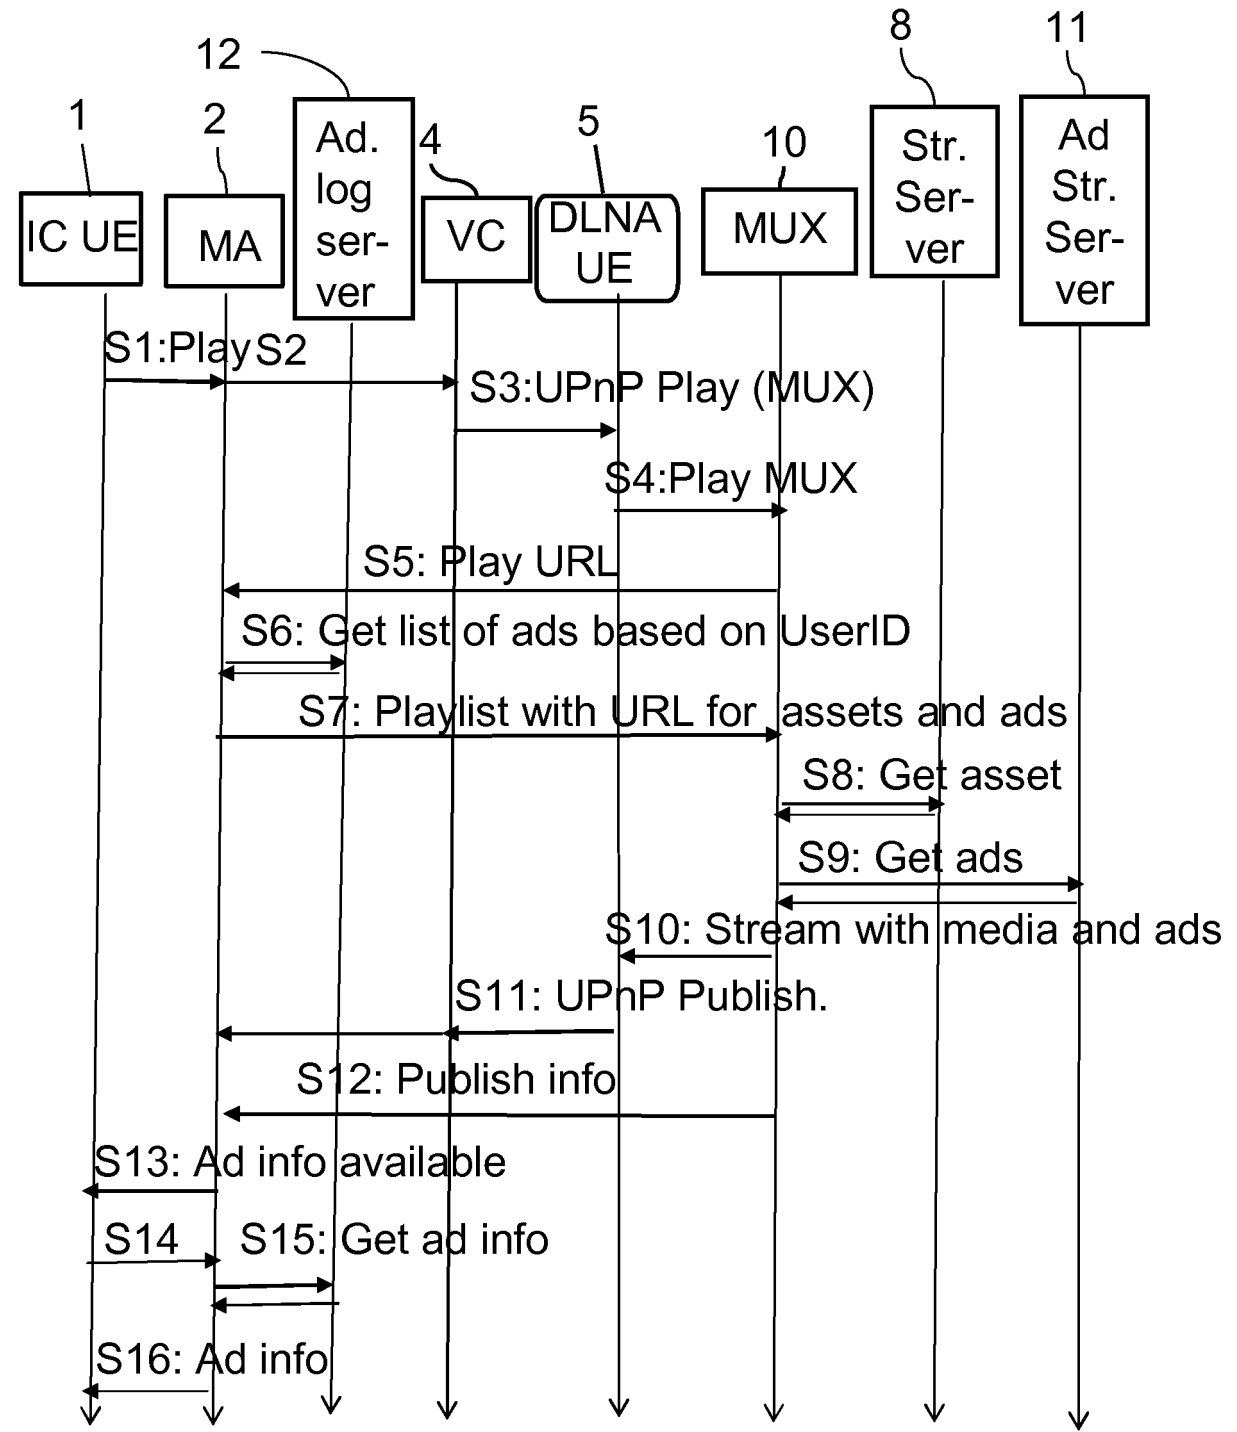 8
11
12
1
2
4
5
10
IC UE
MA
Ad.
log
ser-
ver
VC
DLNA
UE
MUX
Str.
Ser-
ver
Ad
Str.
Ser-
ver
S1:Play
S2
S3:UPnP Play (MUX)
S4:Play MUX
S5: Play URL
S6: Get list of ads based on UserID
S7: Playlist with URL for assets and ads
S8: Get asset
S9: Get ads
S10: Stream with media and ads
S11: UPnP Publish.
S12: Publish info
S13: Ad info available
S14
S15: Get ad info
S16: Ad info